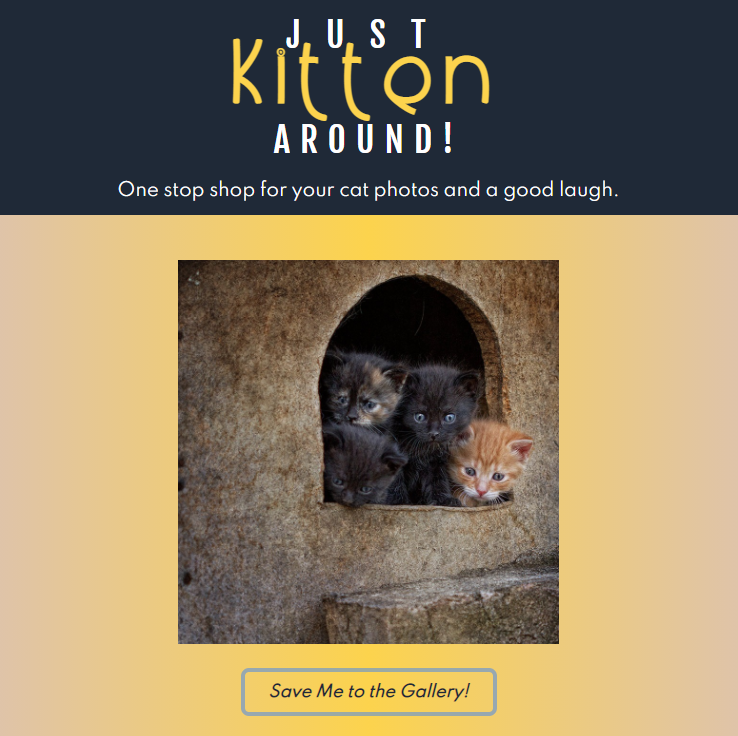 JUST
Kitten
AROUND!
One stop shop for your cat photos and a good laugh.
Save Me to the Gallery!